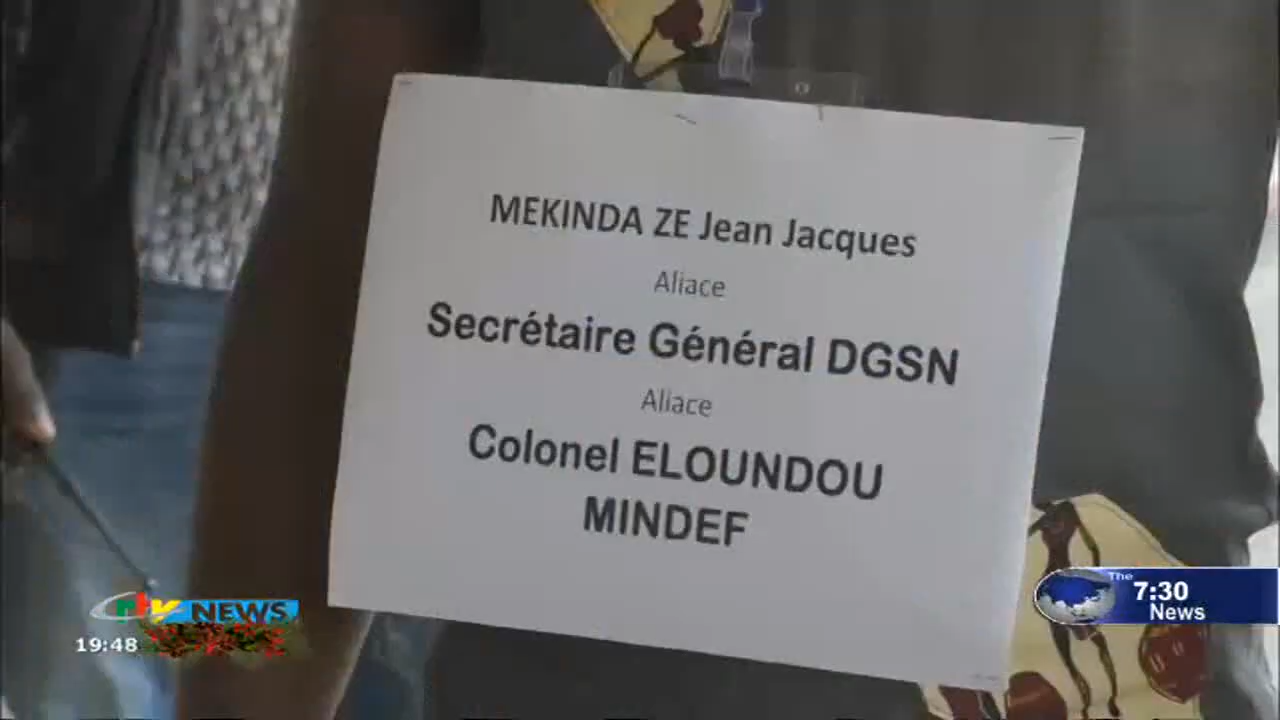 MEKINDA ZE Jean Jacques
Aliace
Secrétaire Général DGSN
Aliace
Colonel ELOUNDOU
MINDEF
The
7:30
News
rtv NEWS
19:48